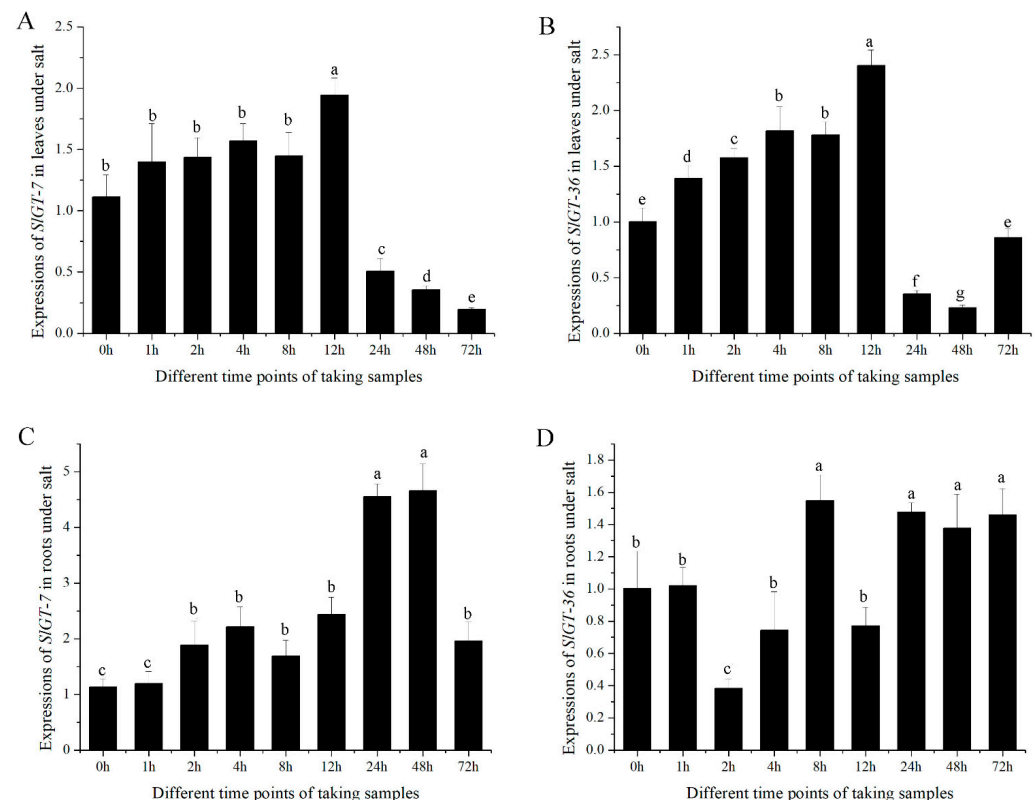 A
Expressions of SlGT-7 in leaves under salt
2.5
2.0
1.5
1.0
0.5
0.0
b
b
b
b
b
a
c
d
e
0h 1h 2h 4h 8h 12h 24h 48h 72h
Different time points of taking samples
B
Expressions of SlGT-36 in leaves under salt
2.5
2.0
1.5
1.0
0.5
0.0
e
d
c
b
b
a
f
g
e
0h 1h 2h 4h 8h 12h 24h 48h 72h
Different time points of taking samples
C
Expressions of SlGT-7 in roots under salt
5
4
3
2
1
0
c
c
b
b
b
b
a
a
b
0h 1h 2h 4h 8h 12h 24h 48h 72h
Different time points of taking samples
D
Expressions of SlGT-36 in roots under salt
1.8
1.6
1.4
1.2
1.0
0.8
0.6
0.4
0.2
0.0
b
b
c
b
a
b
a
a
a
0h 1h 2h 4h 8h 12h 24h 48h 72h
Different time points of taking samples